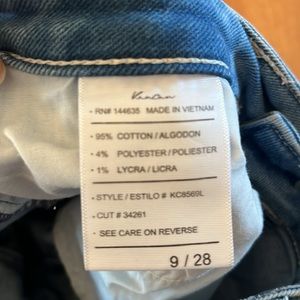 KanCan
• RN# 144635 MADE IN VIETNAM
• 95% COTTON / ALGODON
• 4% POLYESTER / POLIESTER
• 1% LYCRA / LICRA
• STYLE / ESTILO # KC8569L
• CUT # 34261
• SEE CARE ON REVERSE
9 / 28